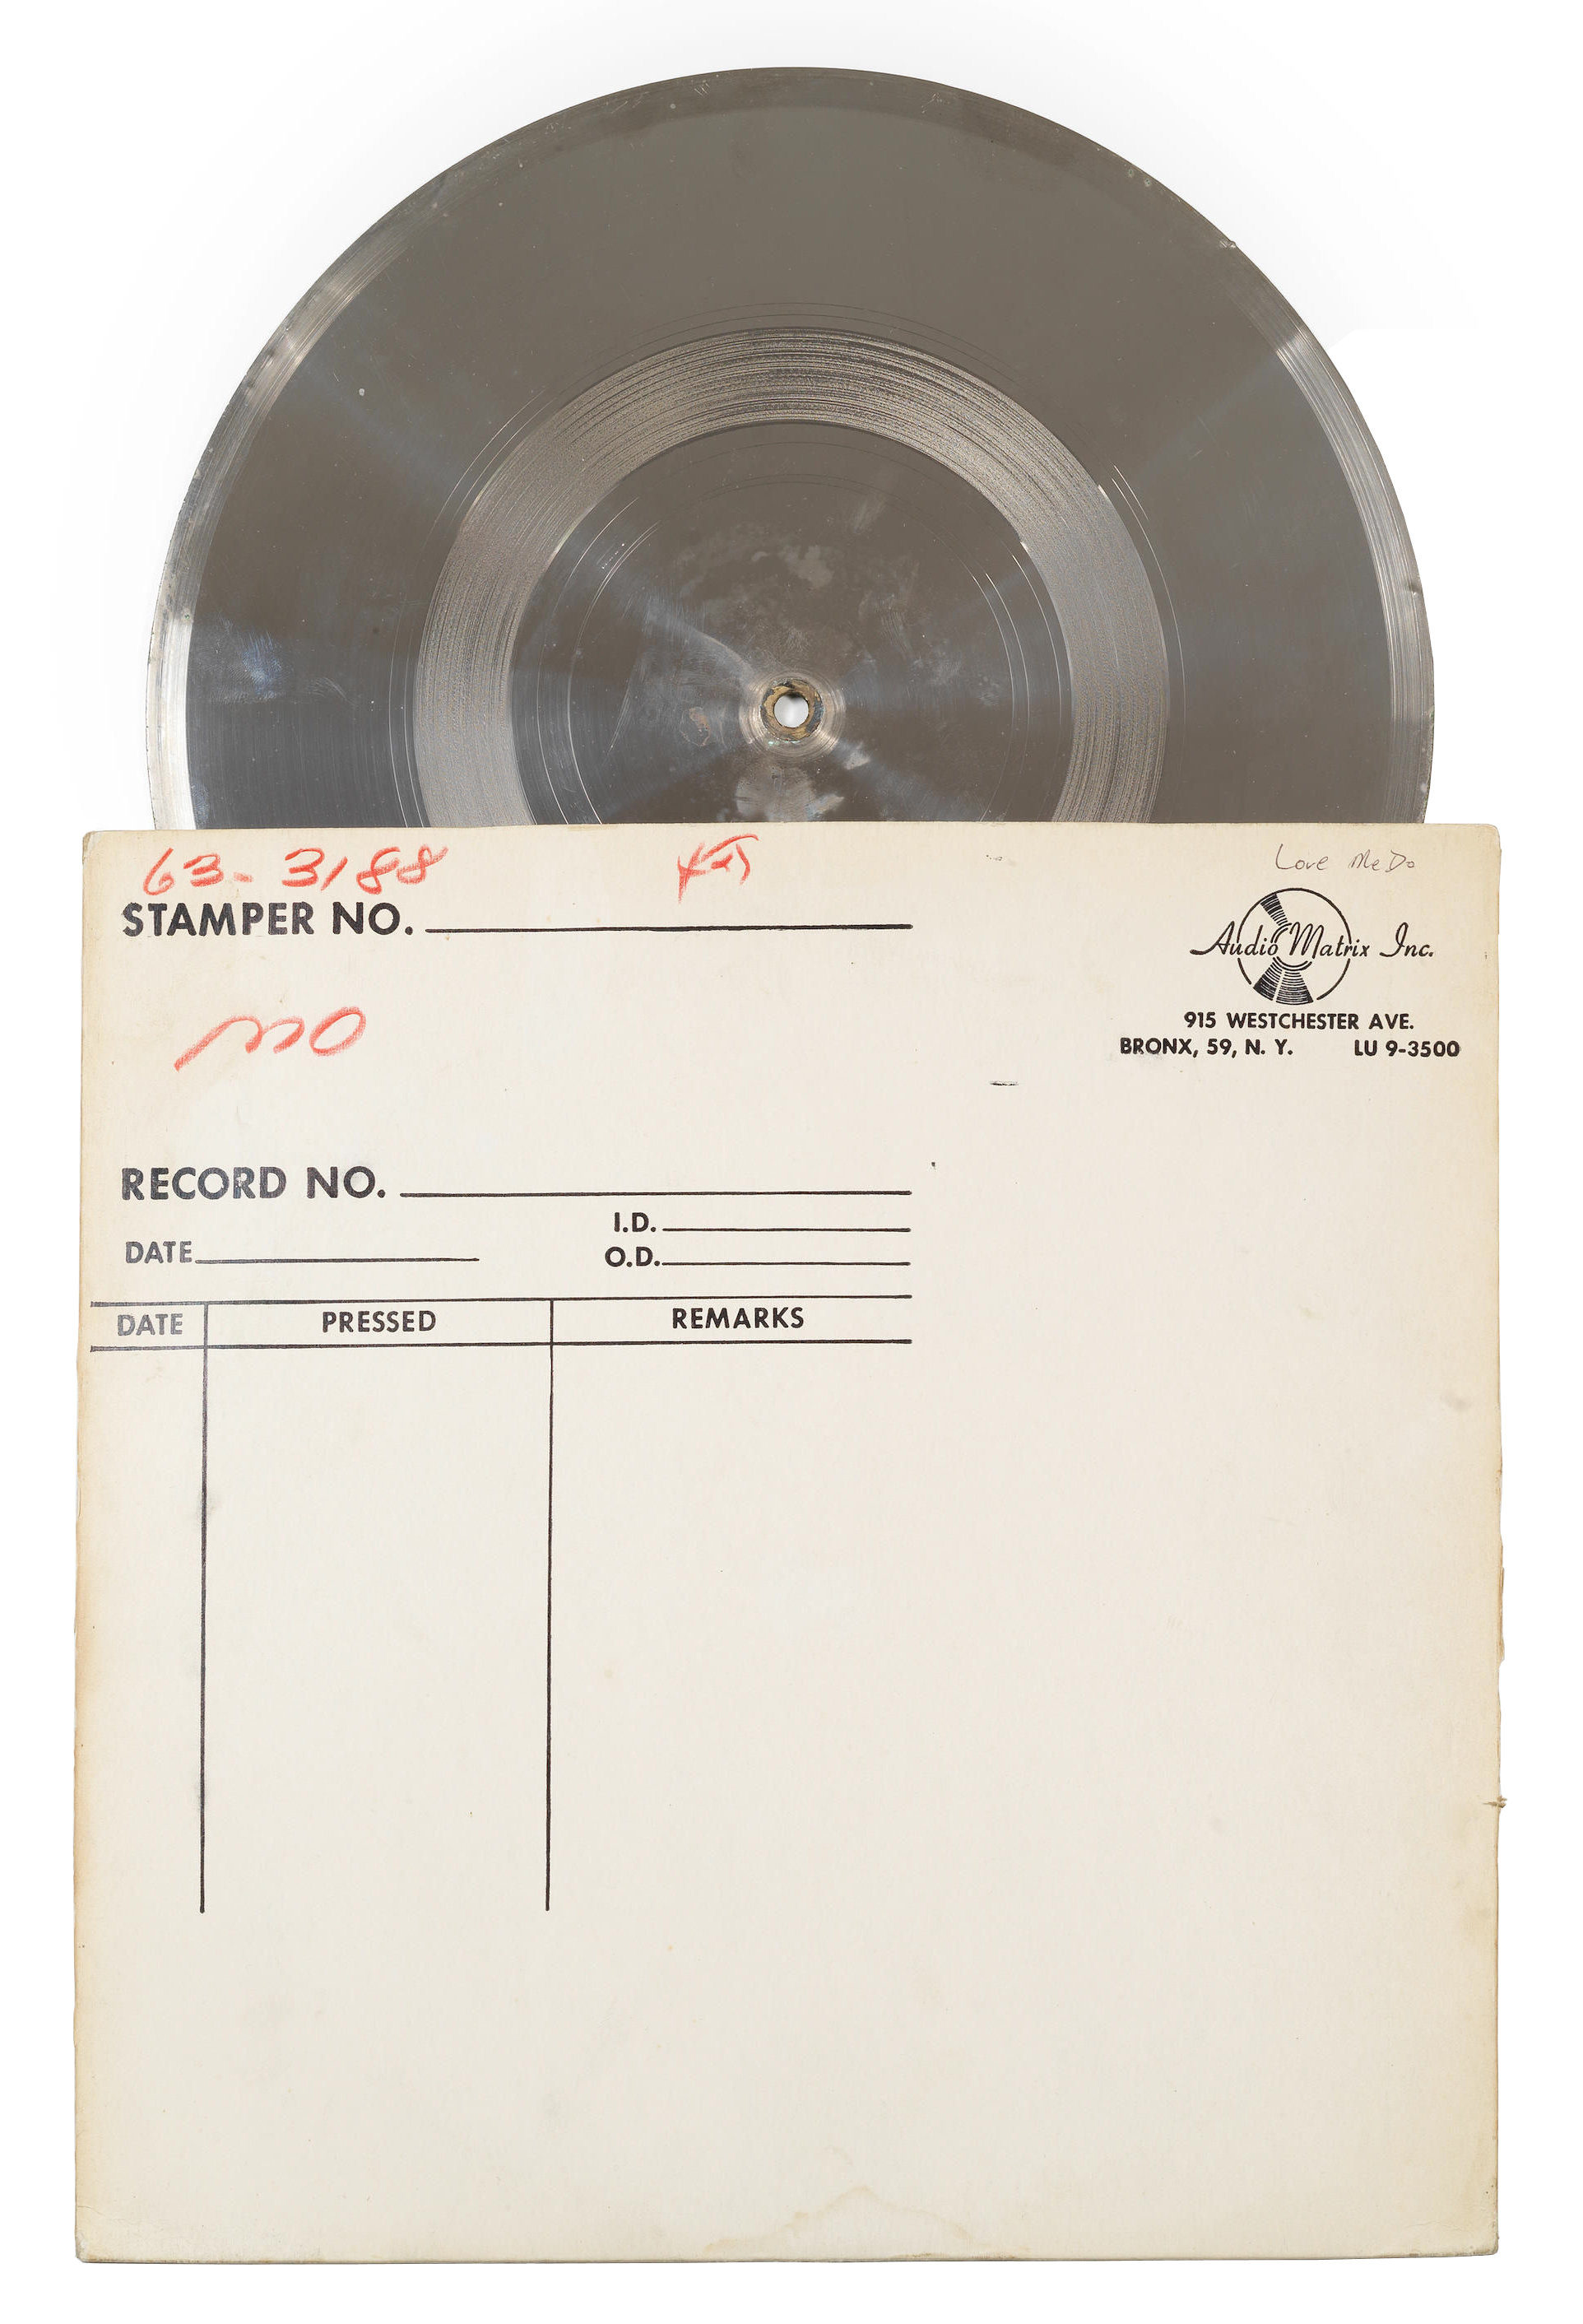 63-3188
Love Me Do
STAMPER NO.
Audio Matrix Inc.
915 WESTCHESTER AVE.
BRONX, 59, N. Y. LU 9-3500
RECORD NO.
I.D.
DATE
O.D.
DATE PRESSED REMARKS